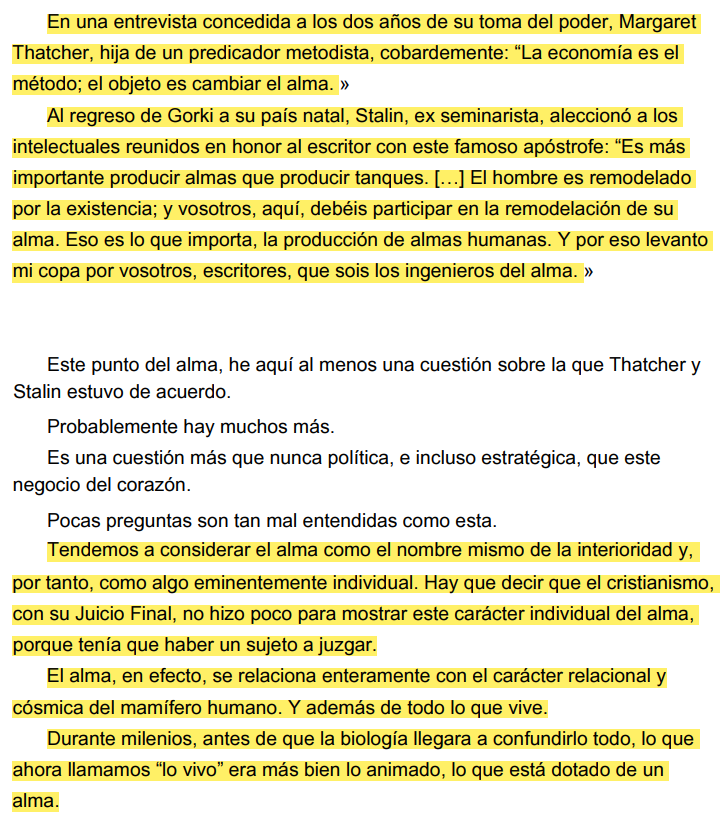 En una entrevista concedida a los dos años de su toma del poder, Margaret
Thatcher, hija de un predicador metodista, cobardemente: “La economía es el
método; el objeto es cambiar el alma. »
Al regreso de Gorki a su país natal, Stalin, ex seminarista, aleccionó a los
intelectuales reunidos en honor al escritor con este famoso apóstrofe: “Es más
importante producir almas que producir tanques. […] El hombre es remodelado
por la existencia; y vosotros, aquí, debéis participar en la remodelación de su
alma. Eso es lo que importa, la producción de almas humanas. Y por eso levanto
mi copa por vosotros, escritores, que sois los ingenieros del alma. »
Este punto del alma, he aquí al menos una cuestión sobre la que Thatcher y
Stalin estuvo de acuerdo.
Probablemente hay muchos más.
Es una cuestión más que nunca política, e incluso estratégica, que este
negocio del corazón.
Pocas preguntas son tan mal entendidas como esta.
Tendemos a considerar el alma como el nombre mismo de la interioridad y,
por tanto, como algo eminentemente individual. Hay que decir que el cristianismo,
con su Juicio Final, no hizo poco para mostrar este carácter individual del alma,
porque tenía que haber un sujeto a juzgar.
El alma, en efecto, se relaciona enteramente con el carácter relacional y
cósmica del mamífero humano. Y además de todo lo que vive.
Durante milenios, antes de que la biología llegara a confundirlo todo, lo que
ahora llamamos “lo vivo” era más bien lo animado, lo que está dotado de un
alma.